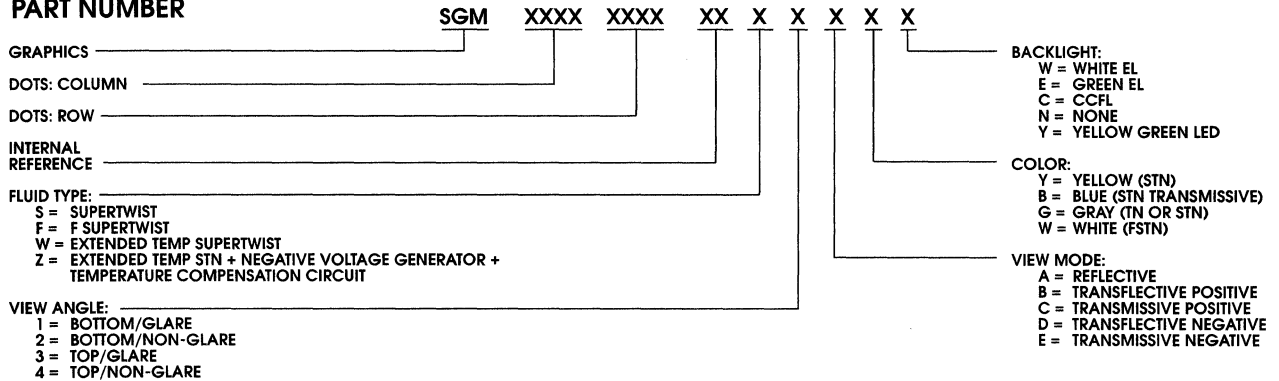 PART NUMBER
SGM XXXX XXXX XX X X X X X
GRAPHICS
DOTS: COLUMN
DOTS: ROW
INTERNAL
REFERENCE
FLUID TYPE:
S = SUPERTWIST
F = F SUPERTWIST
W = EXTENDED TEMP SUPERTWIST
Z = EXTENDED TEMP STN + NEGATIVE VOLTAGE GENERATOR +
TEMPERATURE COMPENSATION CIRCUIT
VIEW ANGLE:
1 = BOTTOM/GLARE
2 = BOTTOM/NON-GLARE
3 = TOP/GLARE
4 = TOP/NON-GLARE
BACKLIGHT:
W = WHITE EL
E = GREEN EL
C = CCFL
N = NONE
Y = YELLOW GREEN LED
COLOR:
Y = YELLOW (STN)
B = BLUE (STN TRANSMISSIVE)
G = GRAY (TN OR STN)
W = WHITE (FSTN)
VIEW MODE:
A = REFLECTIVE
B = TRANSFLECTIVE POSITIVE
C = TRANSMISSIVE POSITIVE
D = TRANSFLECTIVE NEGATIVE
E = TRANSMISSIVE NEGATIVE